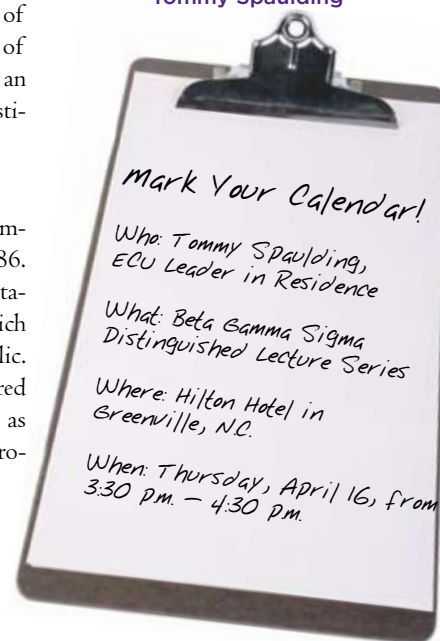 Tommy Spaulding
of
of
an
sti-
m-
86.
ta-
ich
lic.
red
as
ro-
Mark Your Calendar!
Who: Tommy Spaulding,
ECU Leader in Residence
What: Beta Gamma Sigma
Distinguished Lecture Series
Where: Hilton Hotel in
Greenville, N.C.
When: Thursday, April 16, from
3:30 p.m. – 4:30 p.m.